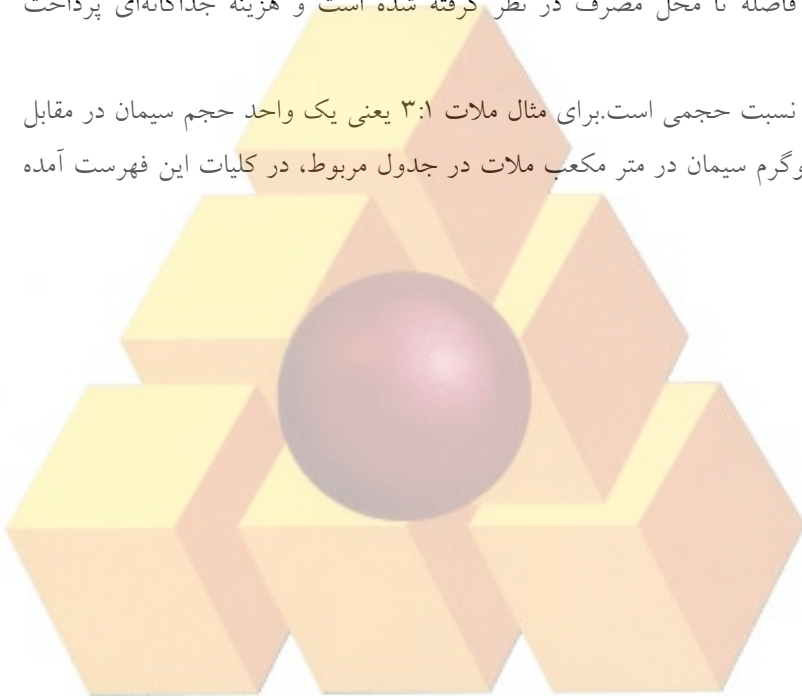 فاصله تا محل مصرف در نظر گرفته شده است و هزینه جداگانه‌ای پرداخت
نسبت حجمی است.برای مثال ملات ۳:۱ یعنی یک واحد حجم سیمان در مقابل
وگرم سیمان در متر مکعب ملات در جدول مربوط، در کلیات این فهرست آمده